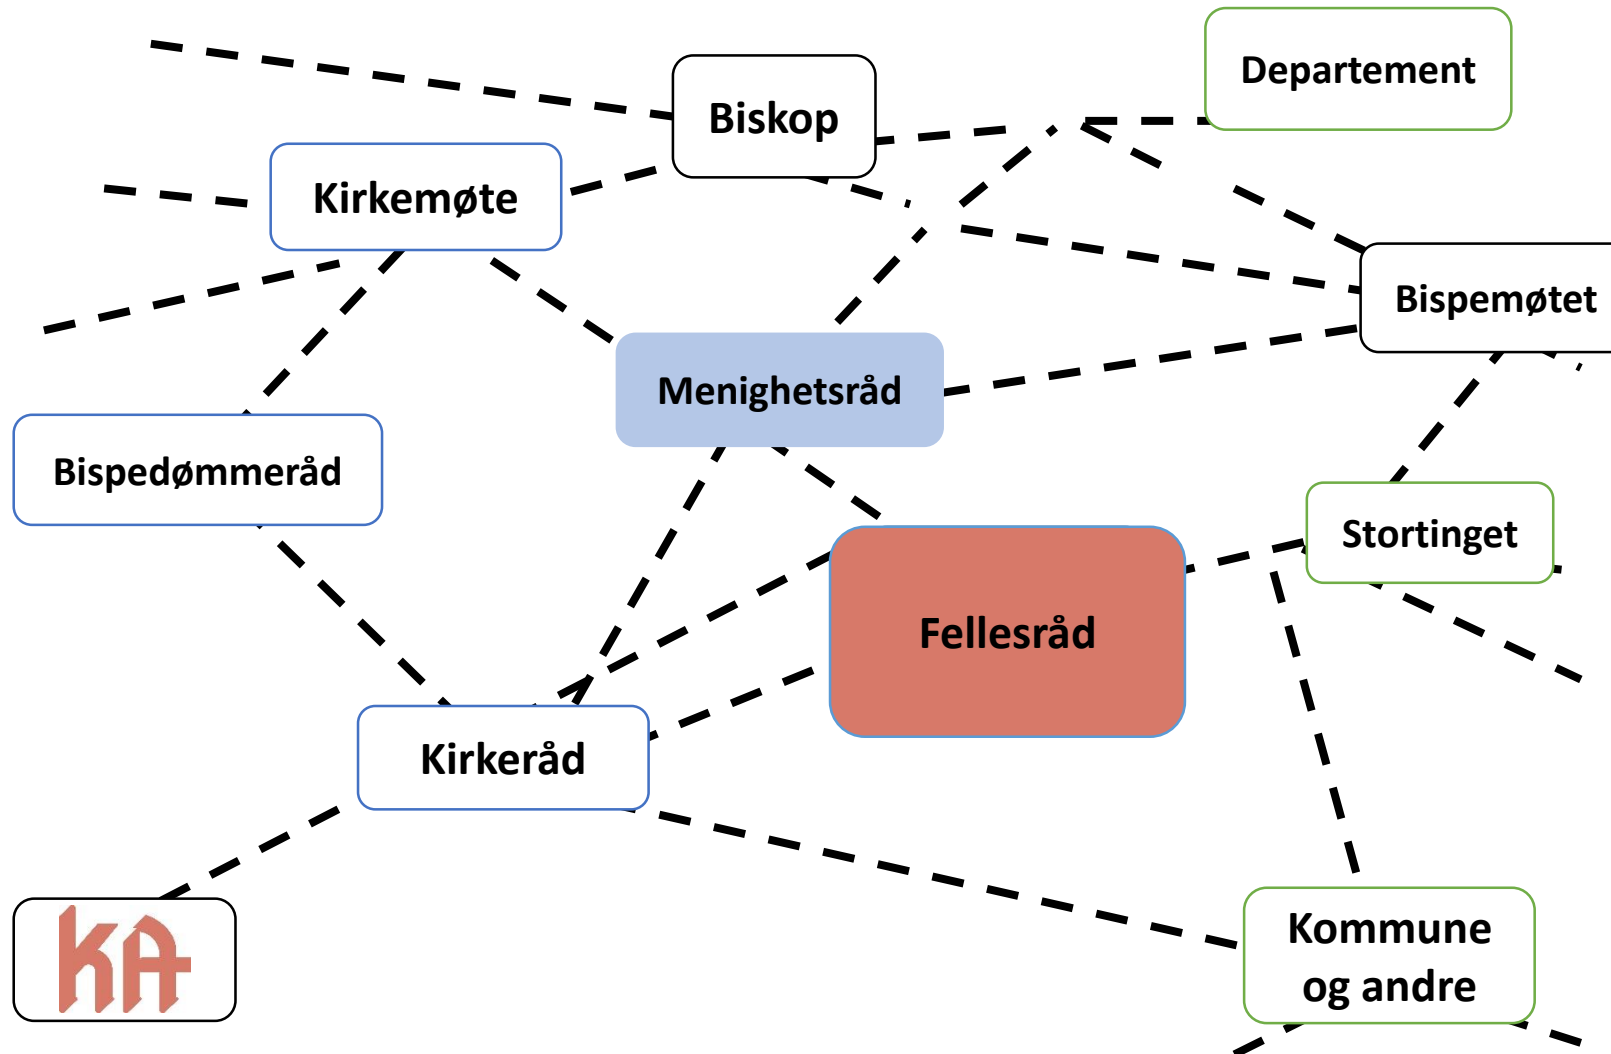 Departement
Biskop
Kirkemøte
Bispemøtet
Menighetsråd
Bispedømmeråd
Stortinget
Fellesråd
Kirkeråd
KA
Kommune
og andre